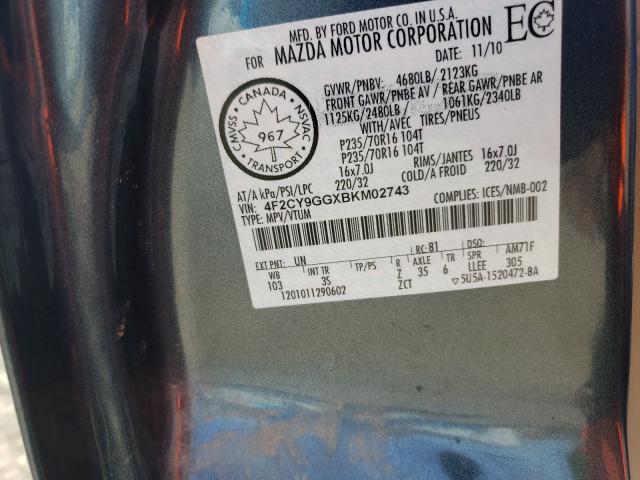 MFD. BY FORD MOTOR CO. IN U.S.A.
FOR MAZDA MOTOR CORPORATION
EC
DATE: 11/10
GVWR/PNBV: 4680LB/ 2123KG
FRONT GAWR/PNBE AV / REAR GAWR/PNBE AR
1125KG/2480LB/ 1061KG/2340LB
WITH/AVEC TIRES/PNEUS
P235/70R16 104T
P235/70R16 104T
RIMS/JANTES 16x7.0J
16x7.0J
COLD/A FROID 220/32
AT/A kPa/PSI/LPC 220/32
VIN: 4F2CY9GGXBKM02743
TYPE: MPV/VTUM
COMPLIES: ICES/NMB-002
CANADA
CMVSS
NSVAC
967
TRANSPORT
EXT PNT: UN
RC: 81
DSO:
WB INT TR TP/PS R AXLE TR SPR AM71F
103 3S Z 35 6 LLEE 305
1201011290602 ZCT ▽5U5A-1520472-BA